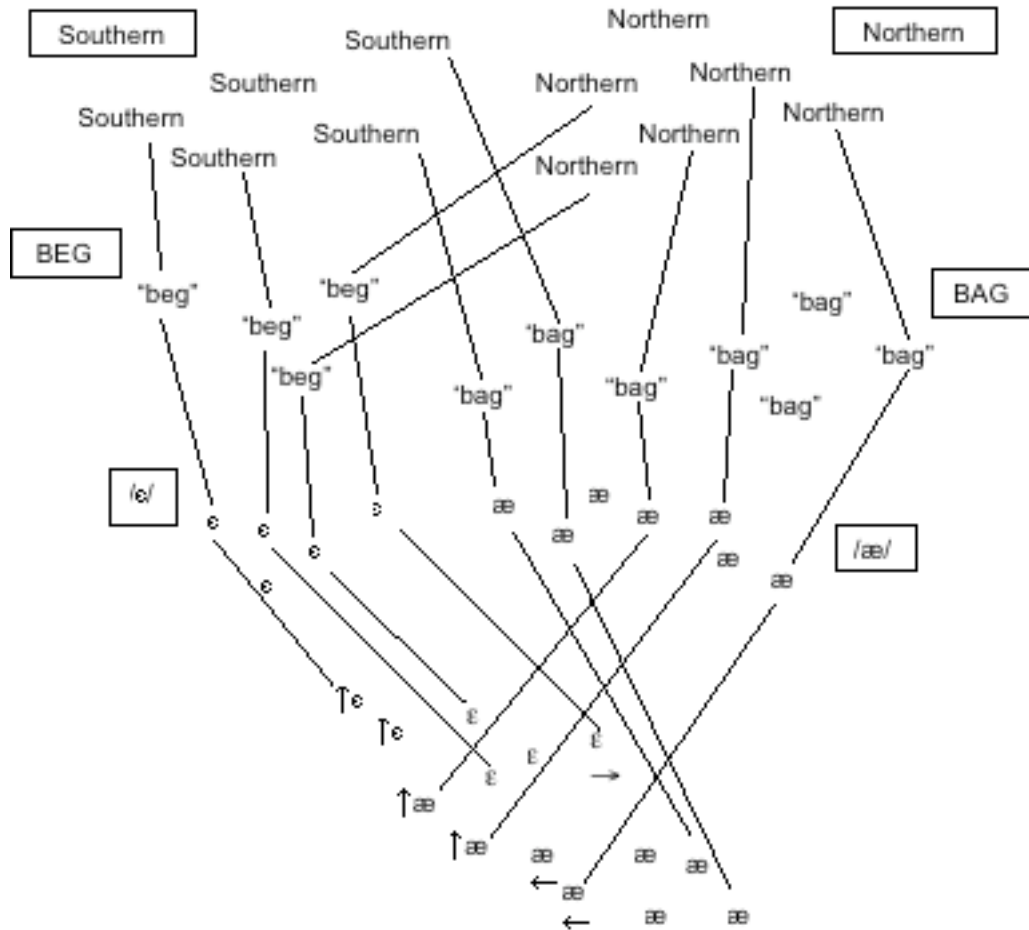 Southern
Southern
Northern
Northern
Southern
Northern
Northern
Southern
Northern
Southern
Northern
Southern
Northern
BEG
"beg"
"beg"
"bag"
BAG
"beg"
"bag"
"bag"
"bag"
"beg"
"bag"
"bag"
"bag"
/ɛ/
ɛ
ɛ
ɛ
ɛ
æ
æ
æ
æ
æ
/æ/
æ
æ
ɛ
↑ɛ
↑ɛ
ɛ
ɛ
ɛ
ɛ
→
↑æ
↑æ
æ
æ
æ
←
æ
←
æ
æ